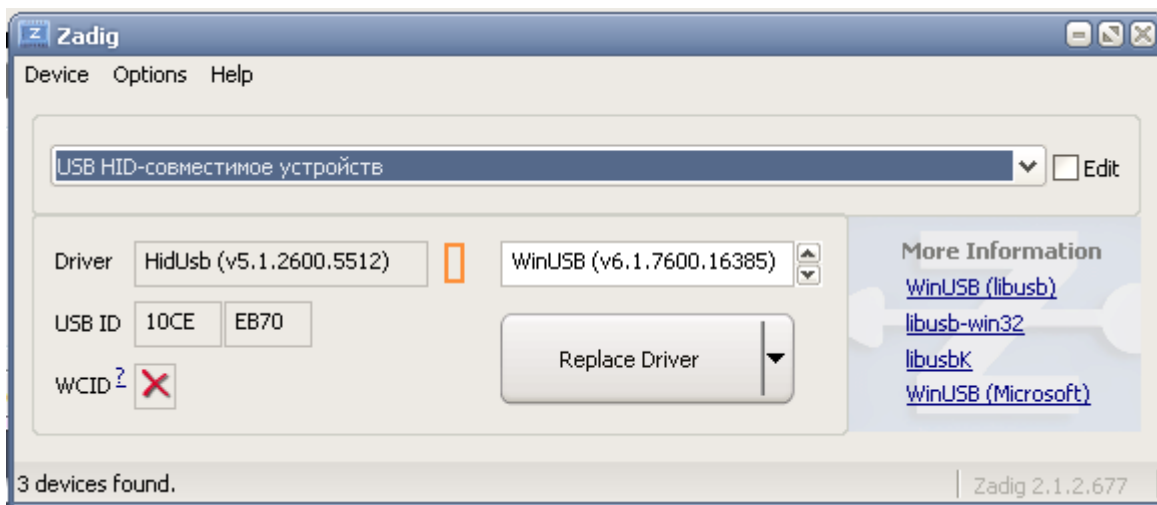 Zadig
Device Options Help
USB HID-совместимое устройств
Edit
Driver HidUsb (v5.1.2600.5512) WinUSB (v6.1.7600.16385)
USB ID 10CE EB70
WCID ?
Replace Driver
More Information
WinUSB (libusb)
libusb-win32
libusbK
WinUSB (Microsoft)
3 devices found.
Zadig 2.1.2.677